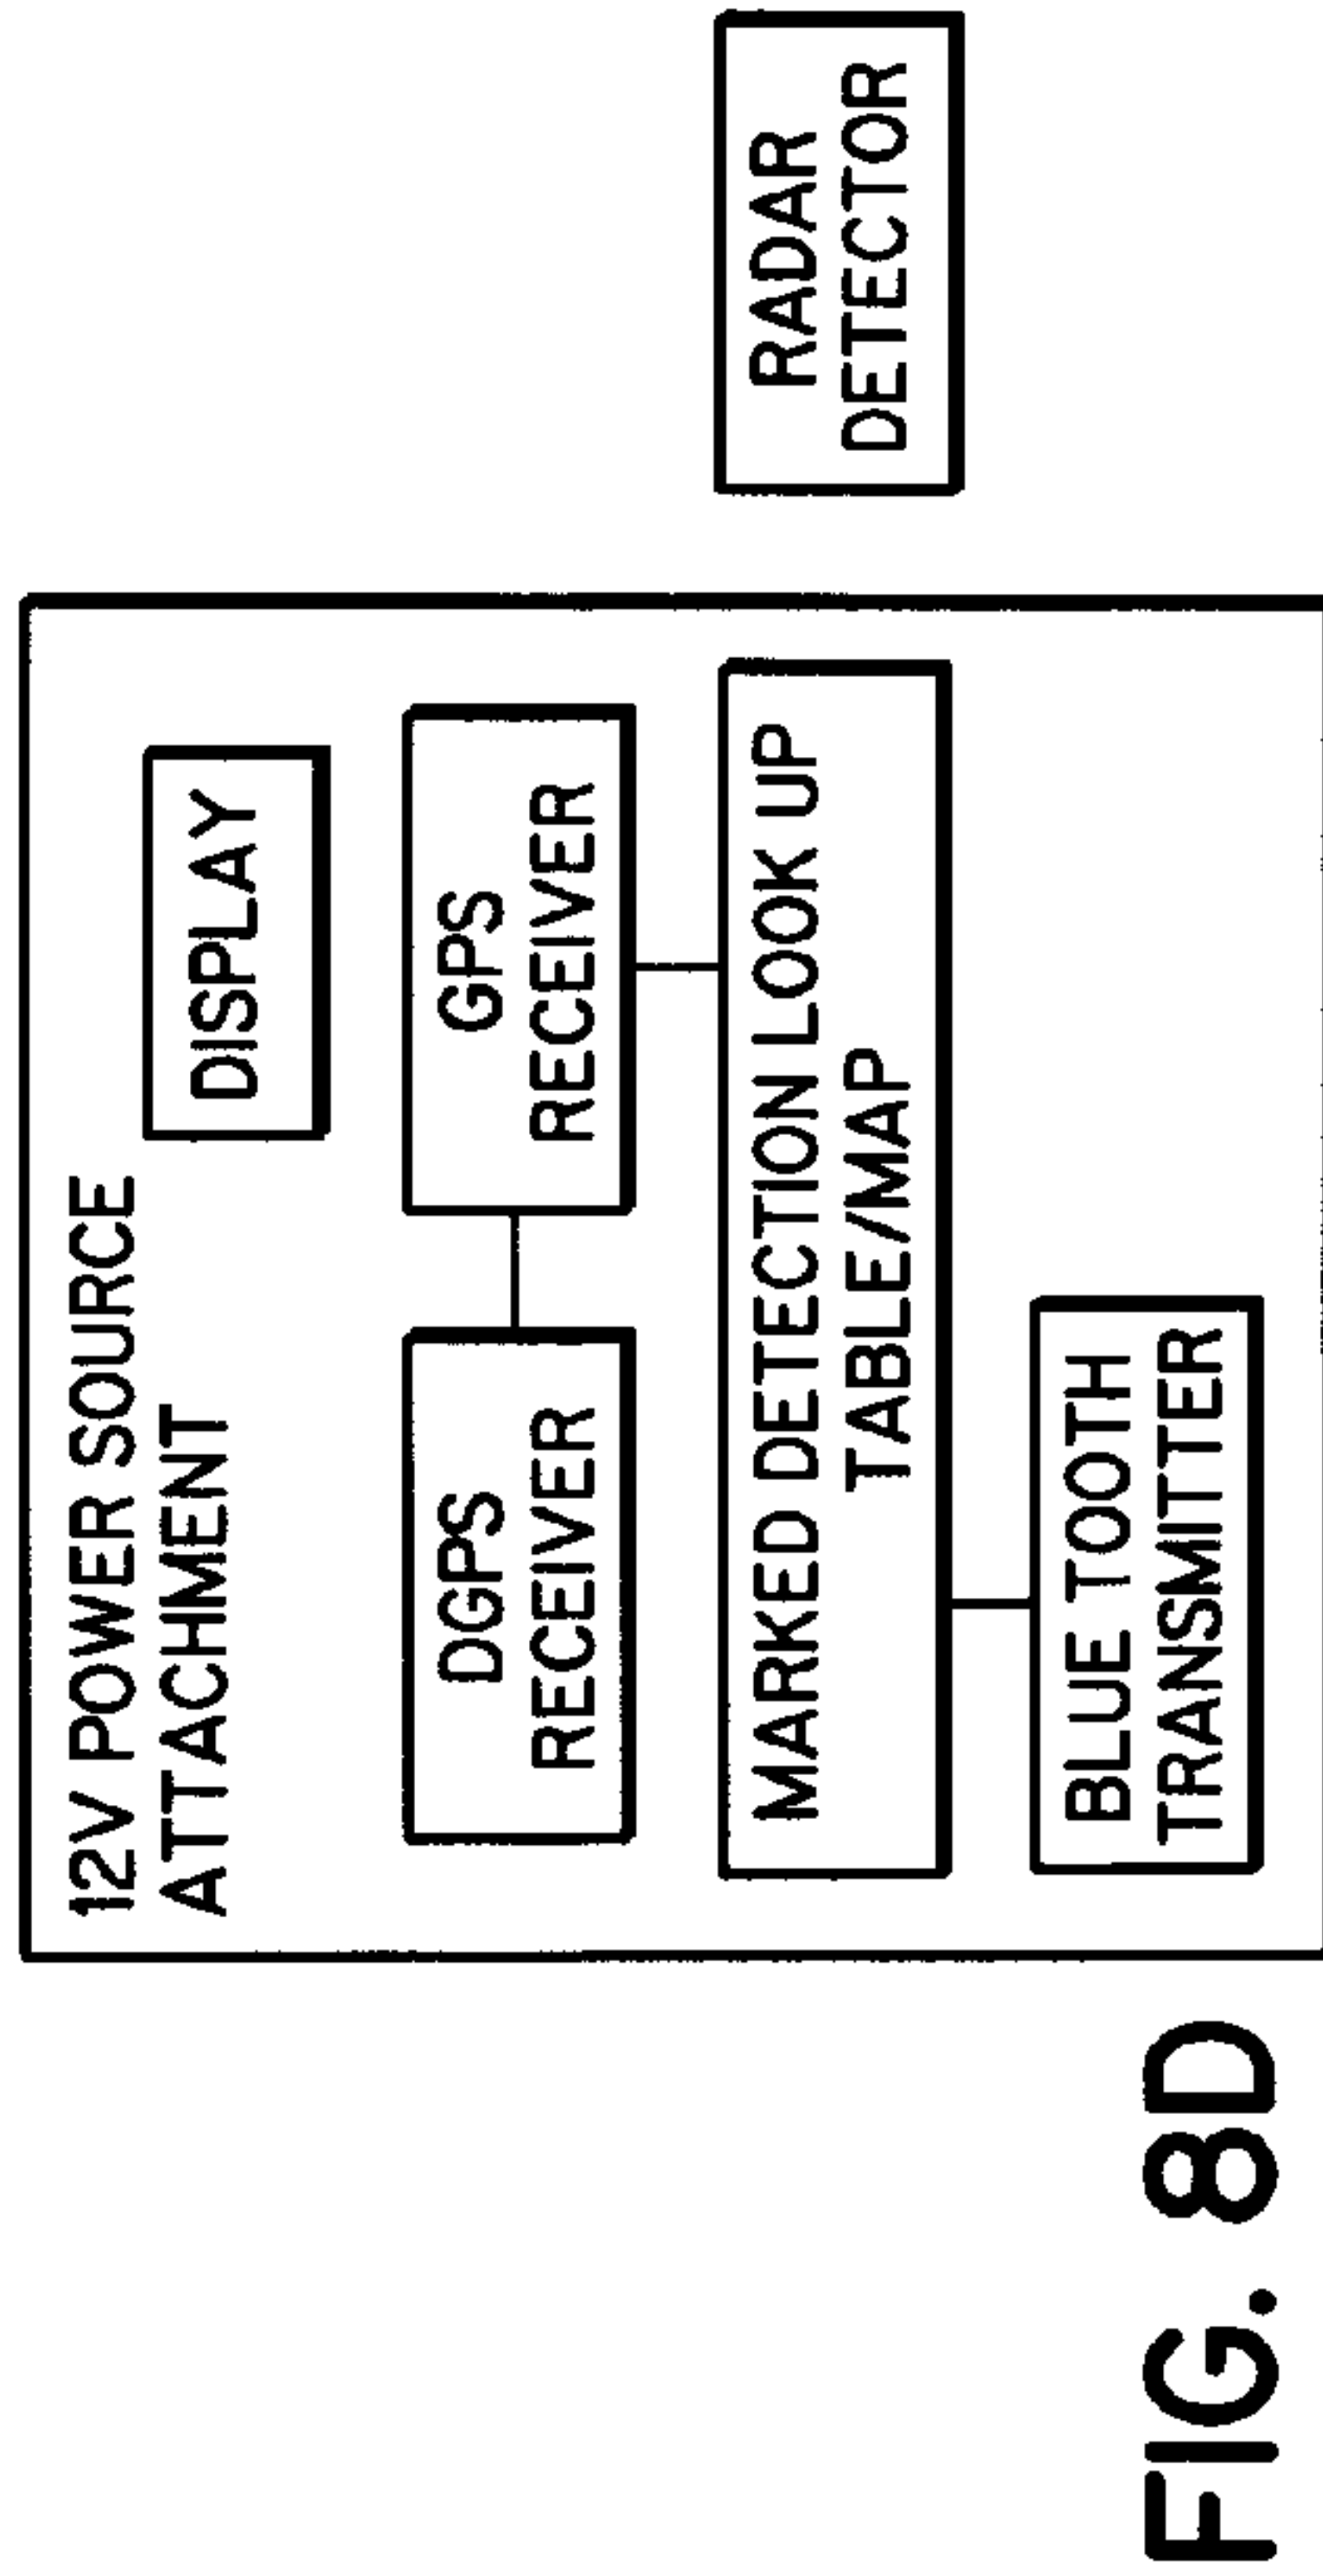 12V POWER SOURCE
ATTACHMENT
DISPLAY
DGPS
RECEIVER
GPS
RECEIVER
MARKED DETECTION LOOK UP
TABLE/MAP
BLUE TOOTH
TRANSMITTER
RADAR
DETECTOR
FIG. 8D